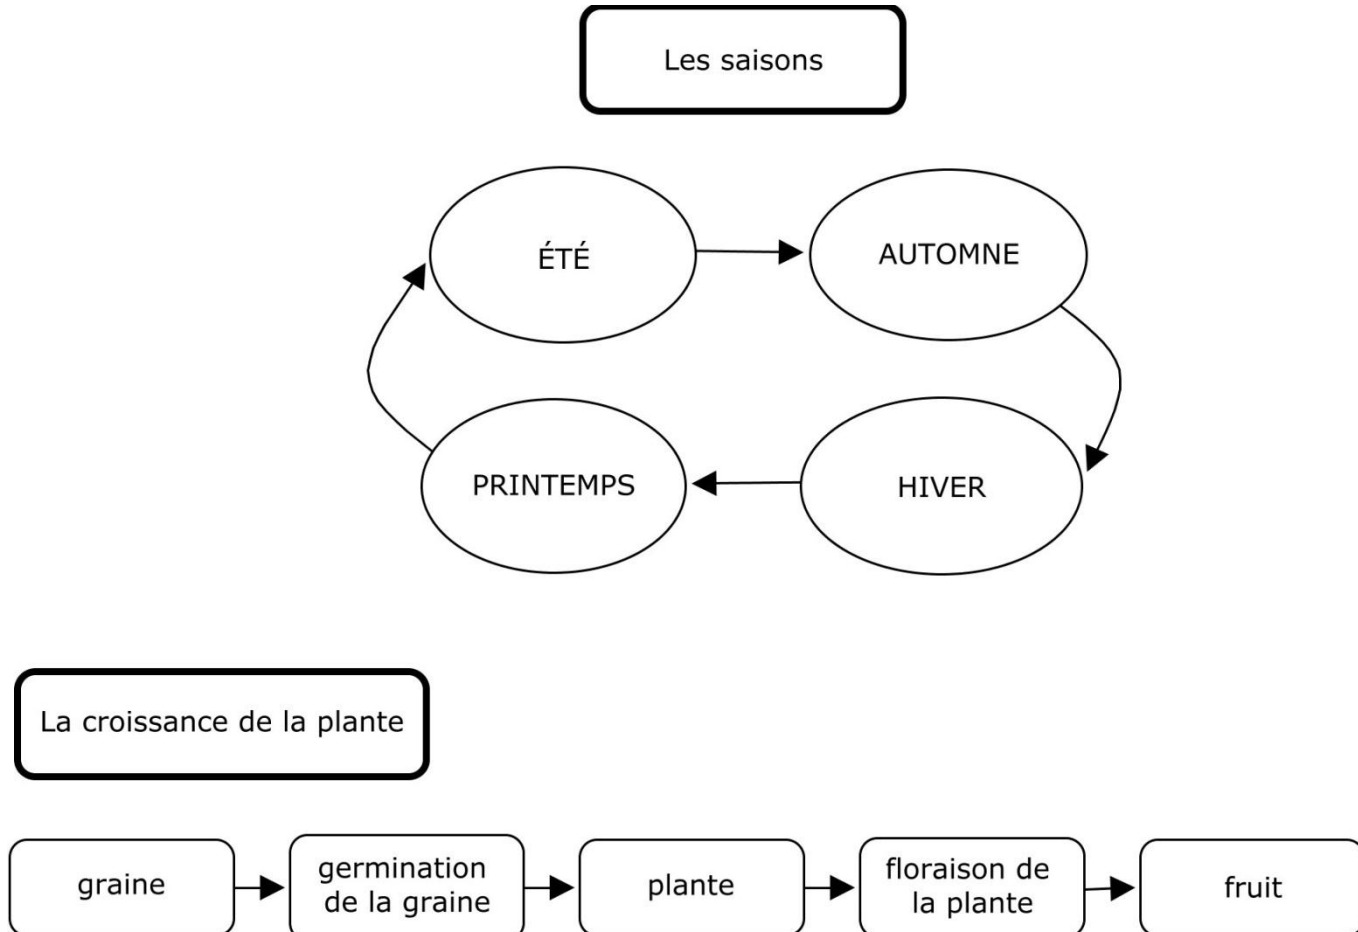 Les saisons
ÉTÉ
AUTOMNE
PRINTEMPS
HIVER
La croissance de la plante
graine
germination
de la graine
plante
floraison de
la plante
fruit